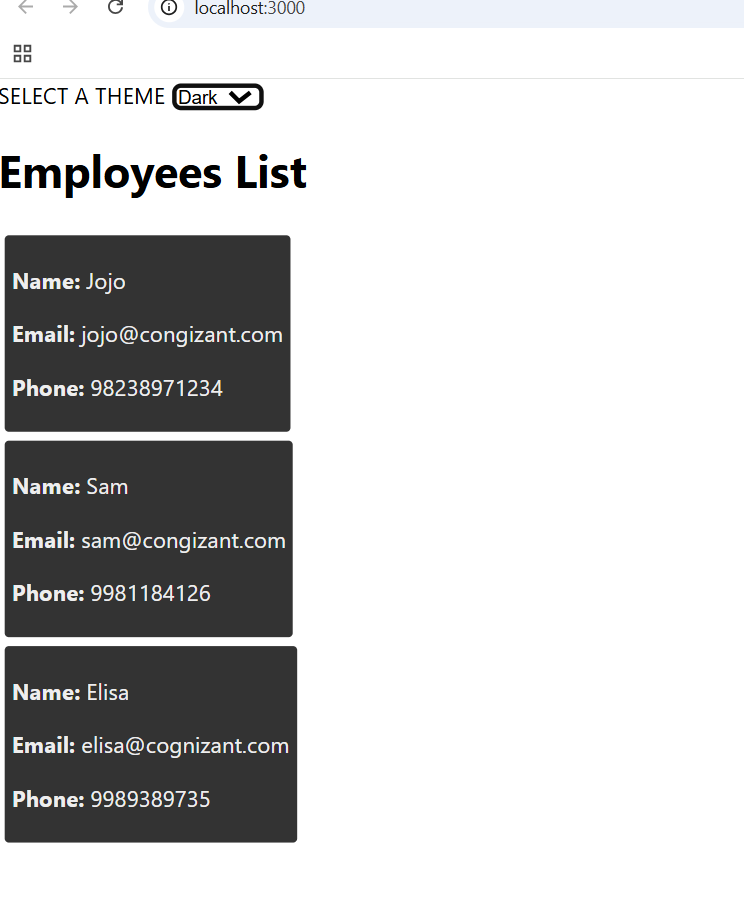 localhost:3000
SELECT A THEME Dark
Employees List
Name: Jojo
Email: jojo@congizant.com
Phone: 98238971234
Name: Sam
Email: sam@congizant.com
Phone: 9981184126
Name: Elisa
Email: elisa@cognizant.com
Phone: 9989389735